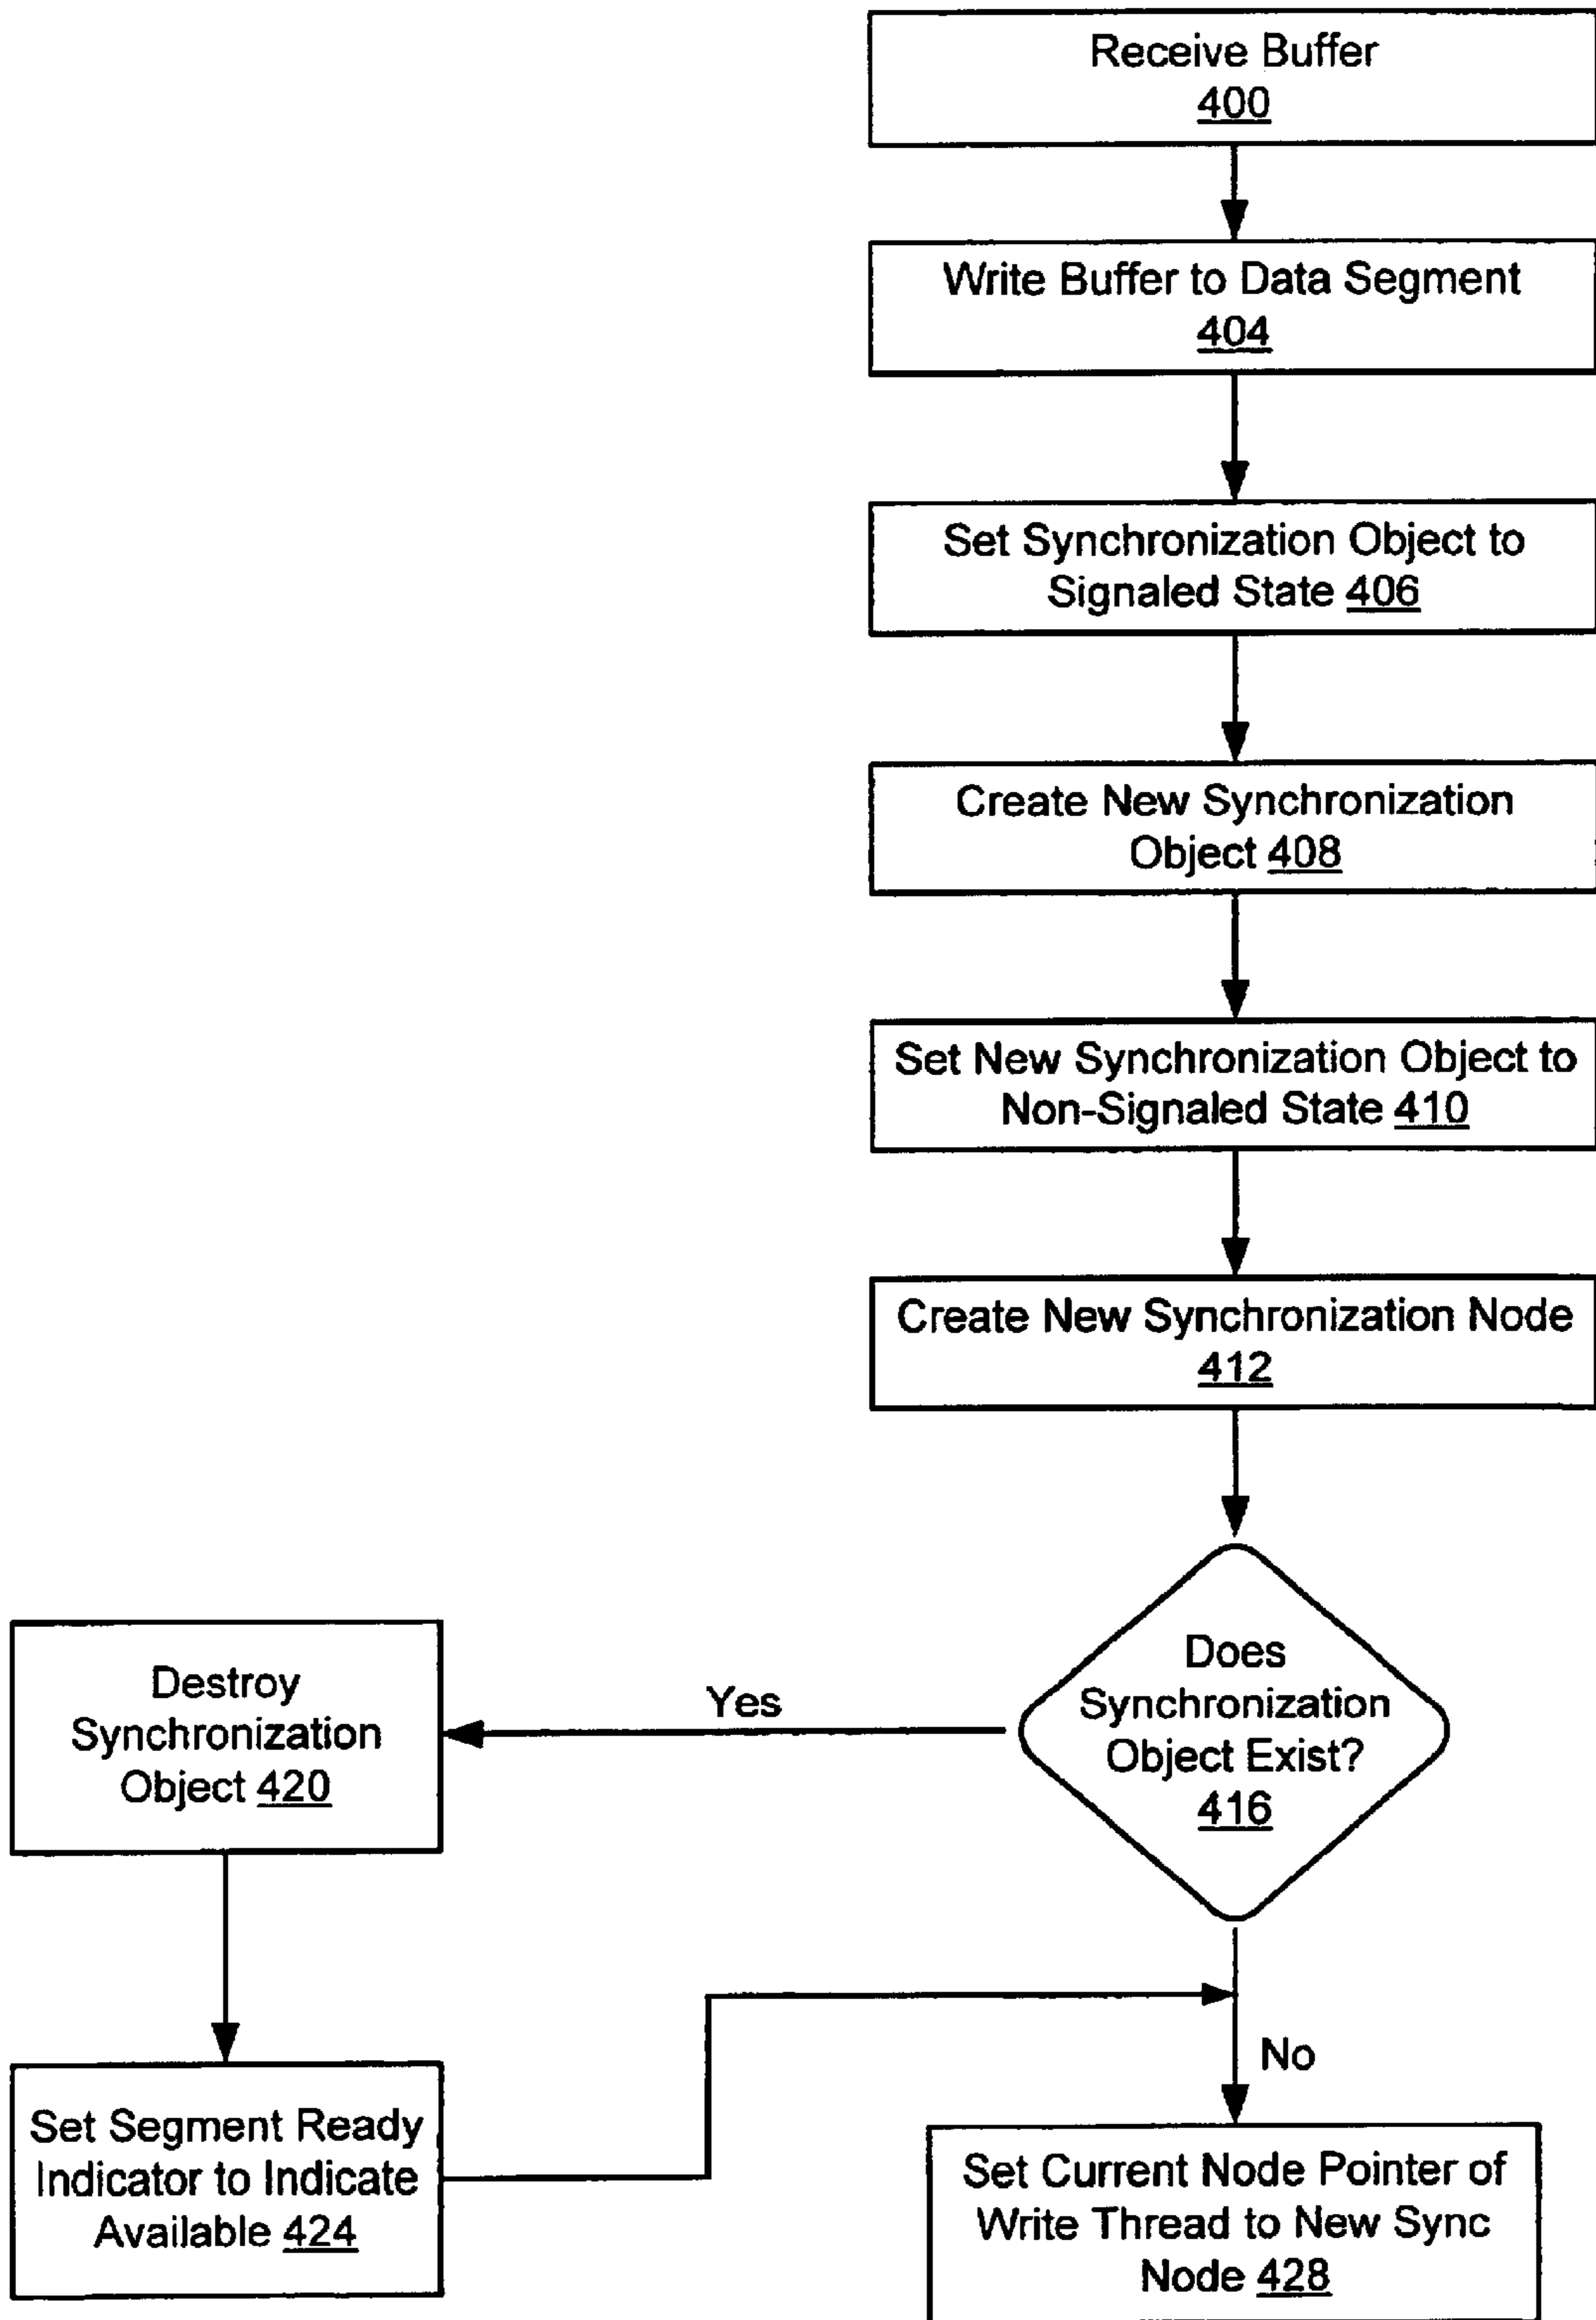 Receive Buffer
400
Write Buffer to Data Segment
404
Set Synchronization Object to
Signaled State 406
Create New Synchronization
Object 408
Set New Synchronization Object to
Non-Signaled State 410
Create New Synchronization Node
412
Does
Synchronization
Object Exist?
416
Yes
Destroy
Synchronization
Object 420
No
Set Segment Ready
Indicator to Indicate
Available 424
Set Current Node Pointer of
Write Thread to New Sync
Node 428